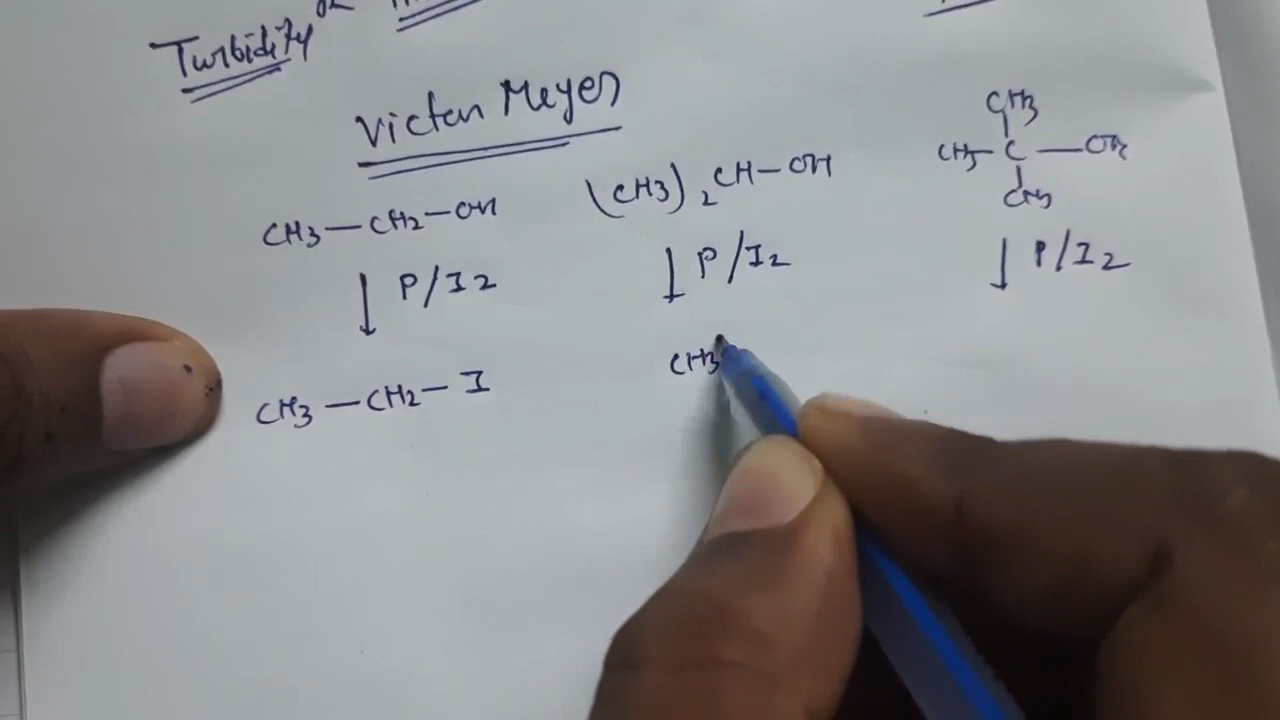 Turbidity
Victor Meyer
CH3—CH2—OH
(CH3)2CH—OH
CH3
CH3—C—OH
CH3
↓ P/I2
↓ P/I2
↓ P/I2
CH3—CH2—I
CH3